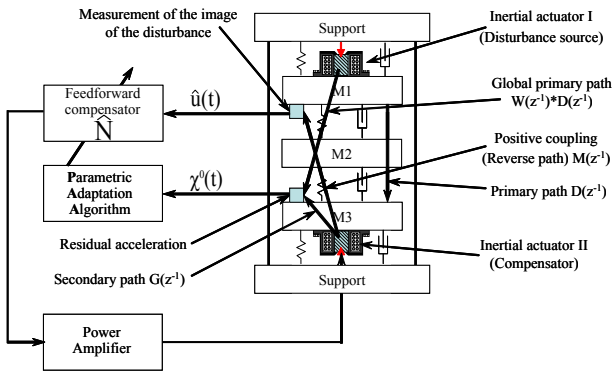 Measurement of the image
of the disturbance
Support
Inertial actuator I
(Disturbance source)
M1
Global primary path
W(z⁻¹)*D(z⁻¹)
Feedforward
compensator
N̂
û(t)
M2
Positive coupling
(Reverse path) M(z⁻¹)
Parametric
Adaptation
Algorithm
χ⁰(t)
Primary path D(z⁻¹)
M3
Residual acceleration
Secondary path G(z⁻¹)
Inertial actuator II
(Compensator)
Support
Power
Amplifier